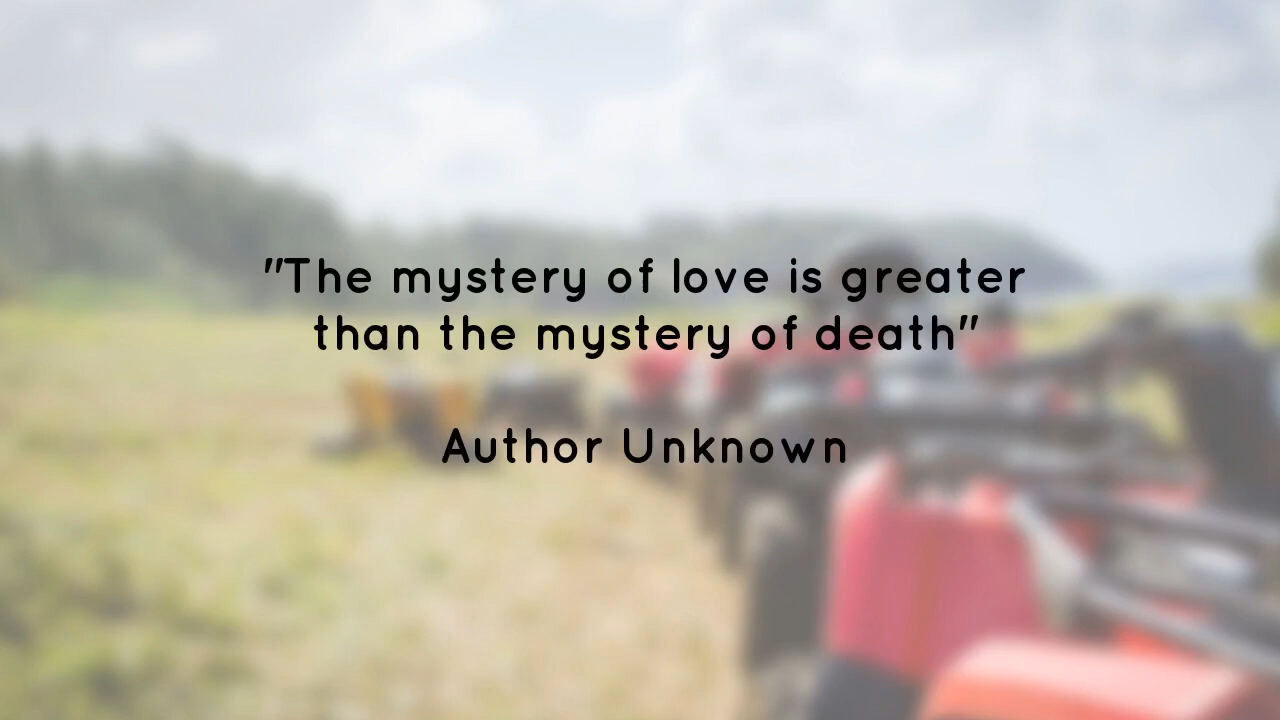 "The mystery of love is greater
than the mystery of death"
Author Unknown